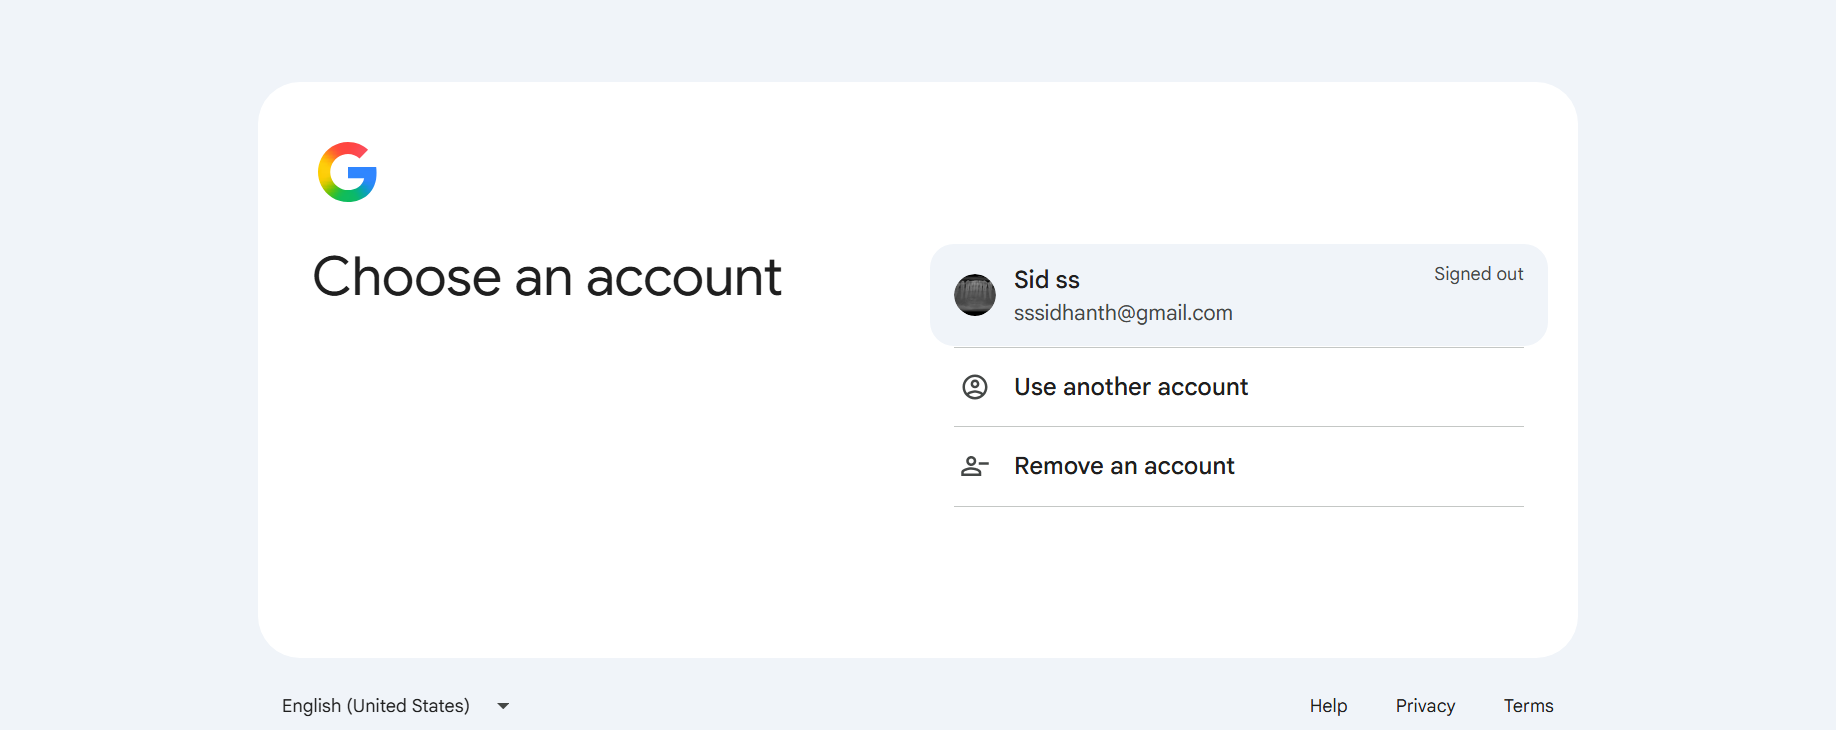 Choose an account
Sid ss
Signed out
sssidhanth@gmail.com
Use another account
Remove an account
English (United States)
Help
Privacy
Terms